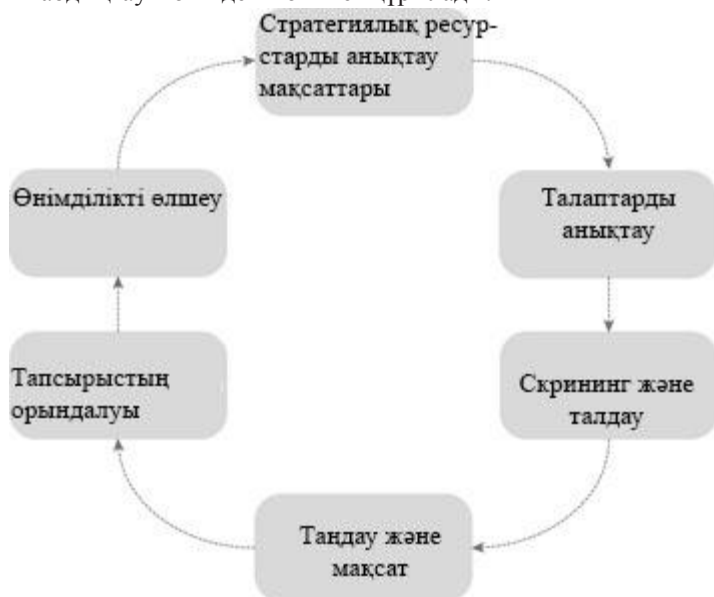 Стратегиялық ресур-
старды анықтау
мақсаттары
Өнімділікті өлшеу
Талаптарды
анықтау
Тапсырыстың
орындалуы
Скрининг және
талдау
Таңдау және
мақсат